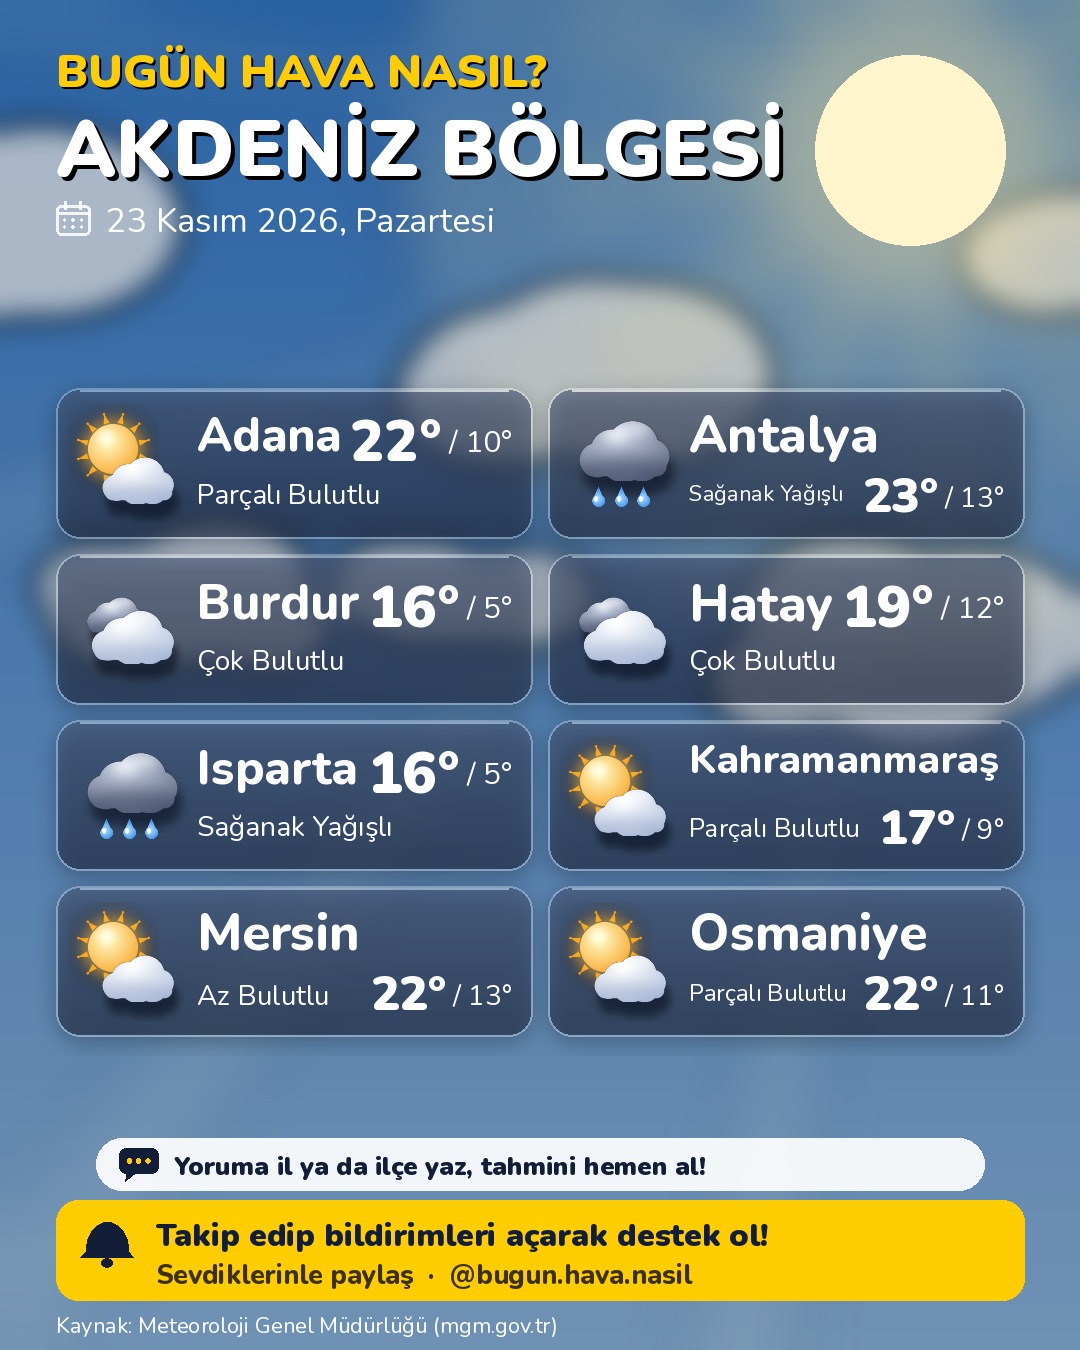 BUGÜN HAVA NASIL?
AKDENİZ BÖLGESİ
23 Kasım 2026, Pazartesi
Adana 22° / 10°
Parçalı Bulutlu
Antalya
Sağanak Yağışlı 23° / 13°
Burdur 16° / 5°
Çok Bulutlu
Hatay 19° / 12°
Çok Bulutlu
Isparta 16° / 5°
Sağanak Yağışlı
Kahramanmaraş
Parçalı Bulutlu 17° / 9°
Mersin
Az Bulutlu 22° / 13°
Osmaniye
Parçalı Bulutlu 22° / 11°
Yoruma il ya da ilçe yaz, tahmini hemen al!
Takip edip bildirimleri açarak destek ol!
Sevdiklerinle paylaş · @bugun.hava.nasil
Kaynak: Meteoroloji Genel Müdürlüğü (mgm.gov.tr)